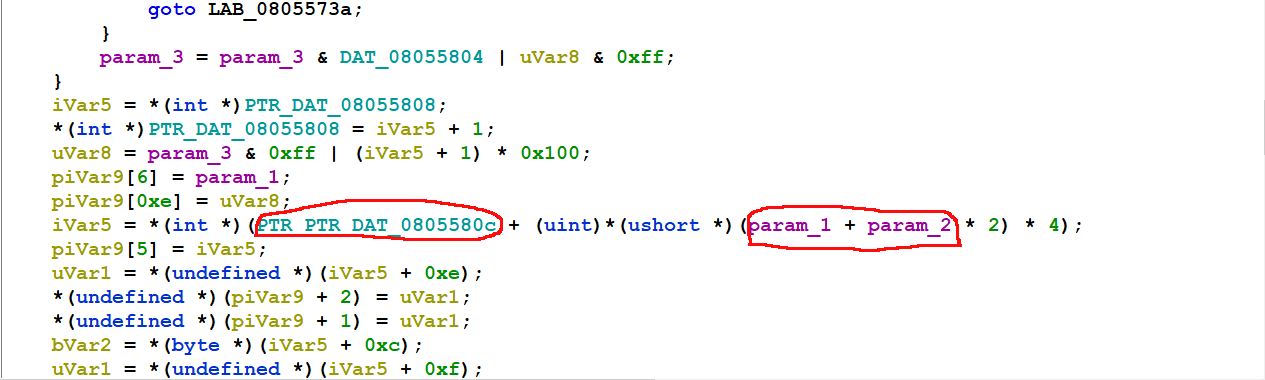 goto LAB_0805573a;
}
param_3 = param_3 & DAT_08055804 | uVar8 & 0xff;
}
iVar5 = *(int *)PTR_DAT_08055808;
*(int *)PTR_DAT_08055808 = iVar5 + 1;
uVar8 = param_3 & 0xff | (iVar5 + 1) * 0x100;
piVar9[6] = param_1;
piVar9[0xe] = uVar8;
iVar5 = *(int *)(PTR_PTR_DAT_0805580c + (uint)*(ushort *)(param_1 + param_2 * 2) * 4);
piVar9[5] = iVar5;
uVar1 = *(undefined *)(iVar5 + 0xe);
*(undefined *)(piVar9 + 2) = uVar1;
*(undefined *)(piVar9 + 1) = uVar1;
bVar2 = *(byte *)(iVar5 + 0xc);
uVar1 = *(undefined *)(iVar5 + 0xf);